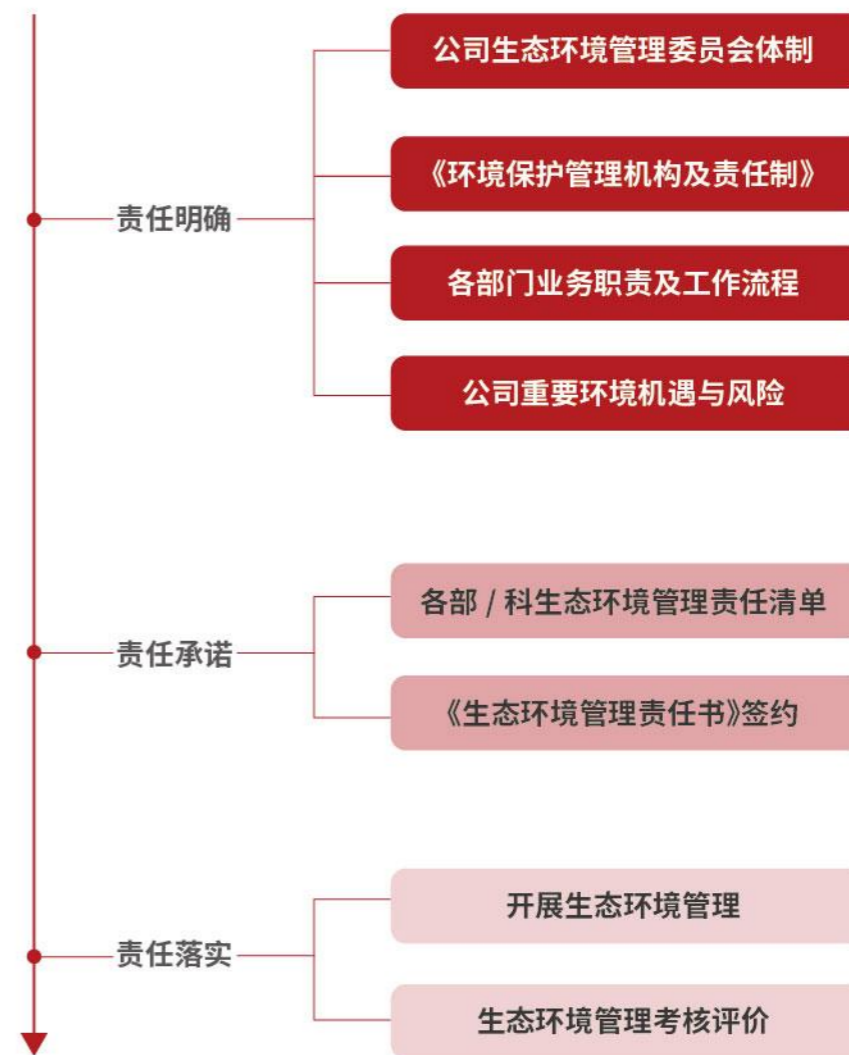 责任明确
公司生态环境管理委员会体制
《环境保护管理机构及责任制》
各部门业务职责及工作流程
公司重要环境机遇与风险
责任承诺
各部 / 科生态环境管理责任清单
《生态环境管理责任书》签约
责任落实
开展生态环境管理
生态环境管理考核评价